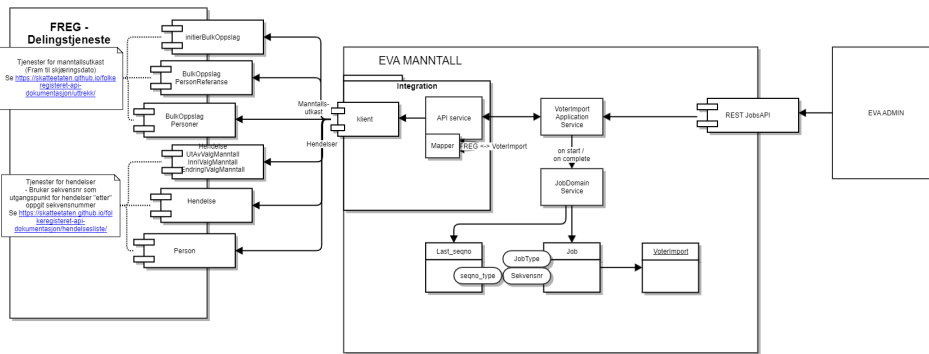 FREG -
Delingstjeneste
Tjenester for manntallsutkast
(Fram til skjæringsdato)
Se https://skatteetaten.github.io/folke
registeret-api-
dokumentasjon/uttrekk/
initierBulkOppslag
BulkOppslag
PersonReferanse
BulkOppslag
Personer
Hendelse
UtAvValgManntall
InnIValgManntall
EndringIValgManntall
Tjenester for hendelser
- Bruker sekvensnr som
utgangspunkt for hendelser "etter"
oppgit sekvensnummer
Se https://skatteetaten.github.io/fol
keregisteret-api-
dokumentasjon/hendelsesliste/
Hendelse
Person
Manntalls-
utkast
Hendelser
EVA MANNTALL
Integration
klient
API service
Mapper
FREG <-> VoterImport
VoterImport
Application
Service
on start /
on complete
JobDomain
Service
Last_seqno
seqno_type
JobType
Sekvensnr
Job
VoterImport
REST JobsAPI
EVA ADMIN